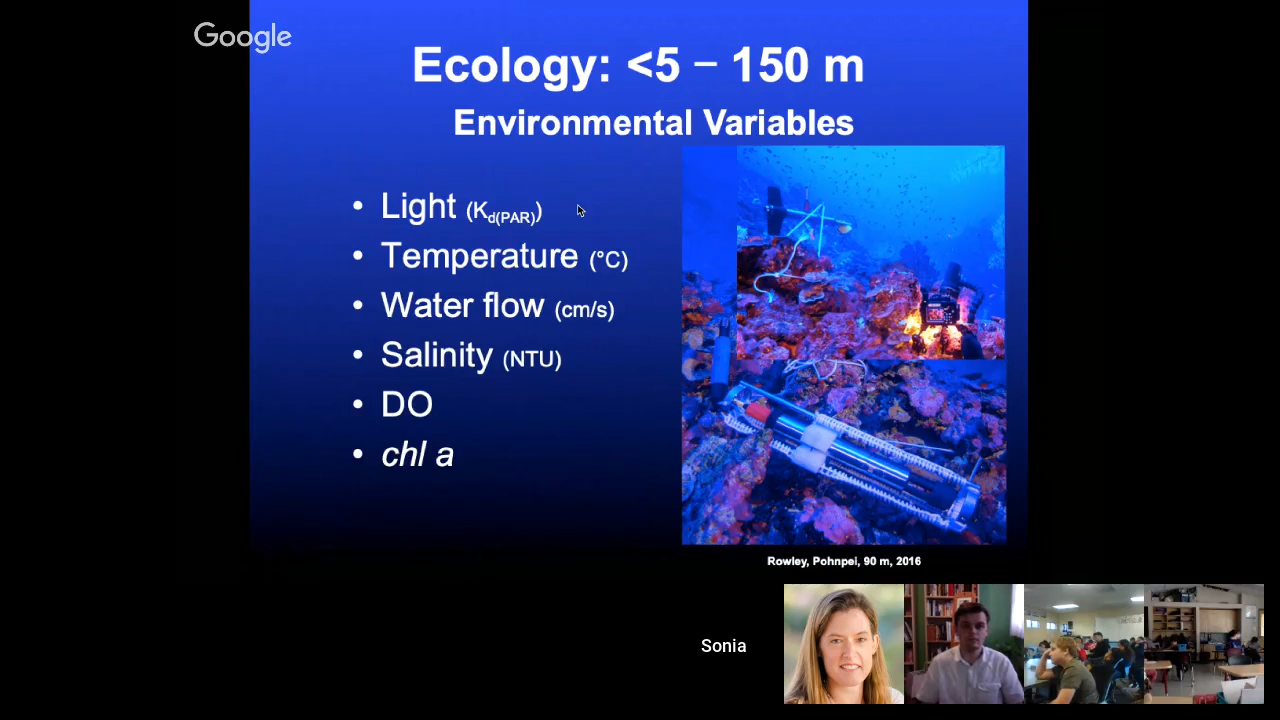 Google
Ecology: <5 – 150 m
Environmental Variables
• Light (Kd(PAR))
• Temperature (°C)
• Water flow (cm/s)
• Salinity (NTU)
• DO
• chl a
Rowley, Pohnpei, 90 m, 2016
Sonia